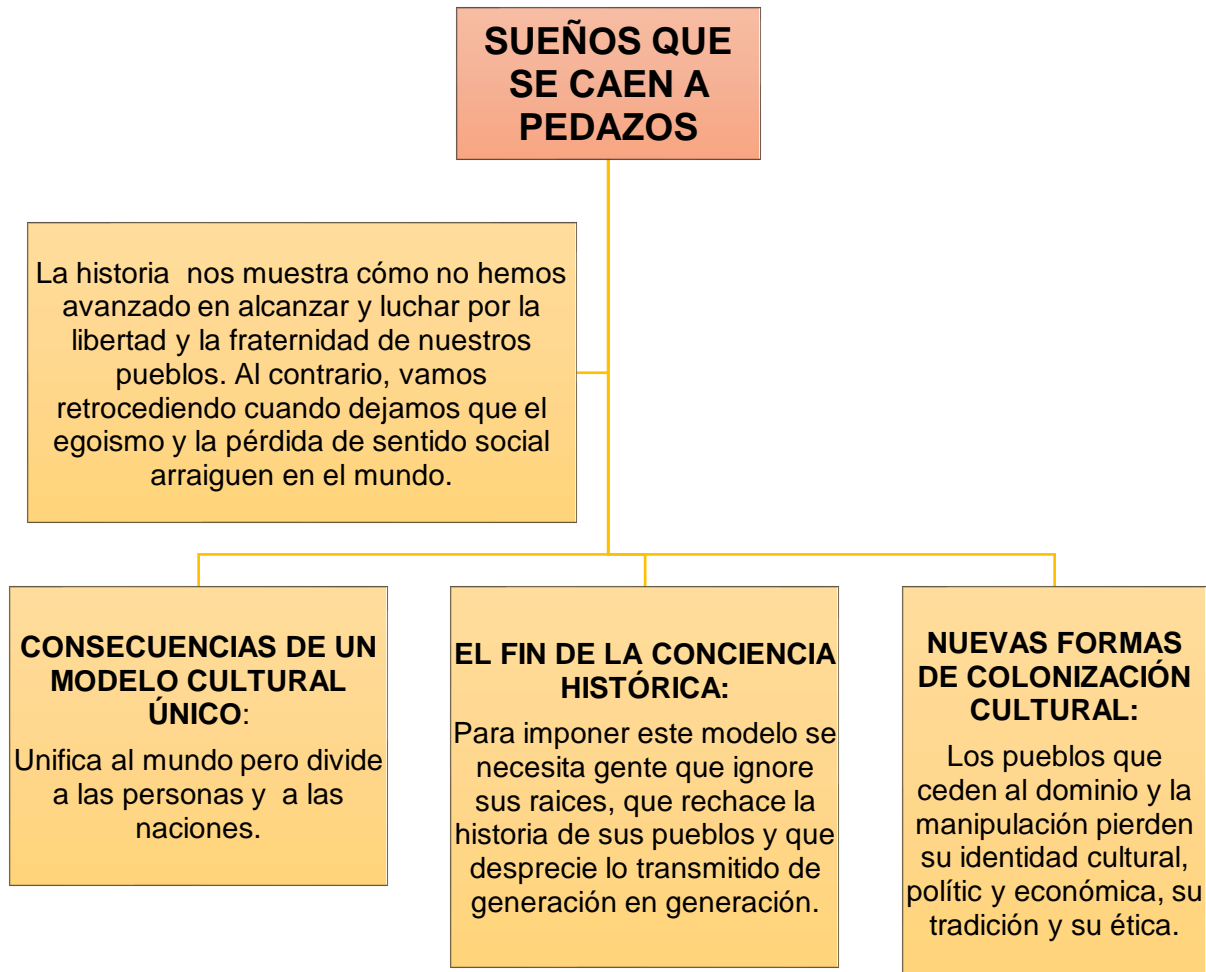 SUEÑOS QUE
SE CAEN A
PEDAZOS
La historia  nos muestra cómo no hemos
avanzado en alcanzar y luchar por la
libertad y la fraternidad de nuestros
pueblos. Al contrario, vamos
retrocediendo cuando dejamos que el
egoismo y la pérdida de sentido social
arraiguen en el mundo.
CONSECUENCIAS DE UN
MODELO CULTURAL
ÚNICO:
Unifica al mundo pero divide
a las personas y  a las
naciones.
EL FIN DE LA CONCIENCIA
HISTÓRICA:
Para imponer este modelo se
necesita gente que ignore
sus raices, que rechace la
historia de sus pueblos y que
desprecie lo transmitido de
generación en generación.
NUEVAS FORMAS
DE COLONIZACIÓN
CULTURAL:
Los pueblos que
ceden al dominio y la
manipulación pierden
su identidad cultural,
polític y económica, su
tradición y su ética.